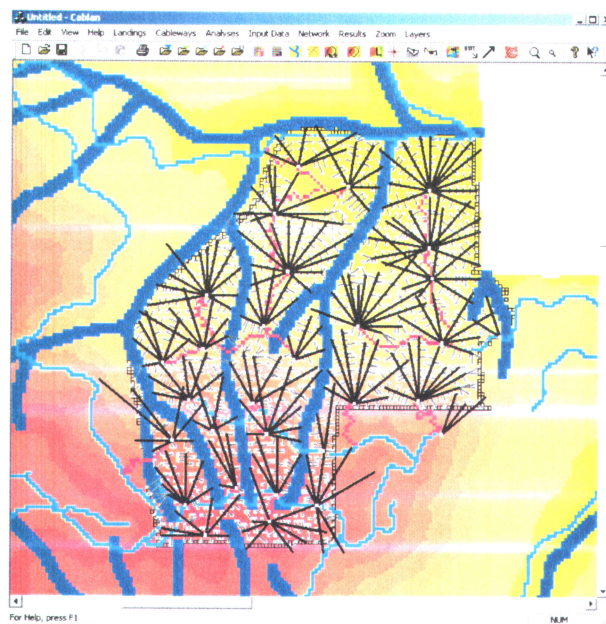 Untitled - Cablan
File Edit View Help Landings Cableways Analyses Input Data Network Results Zoom Layers
For Help, press F1
NUM